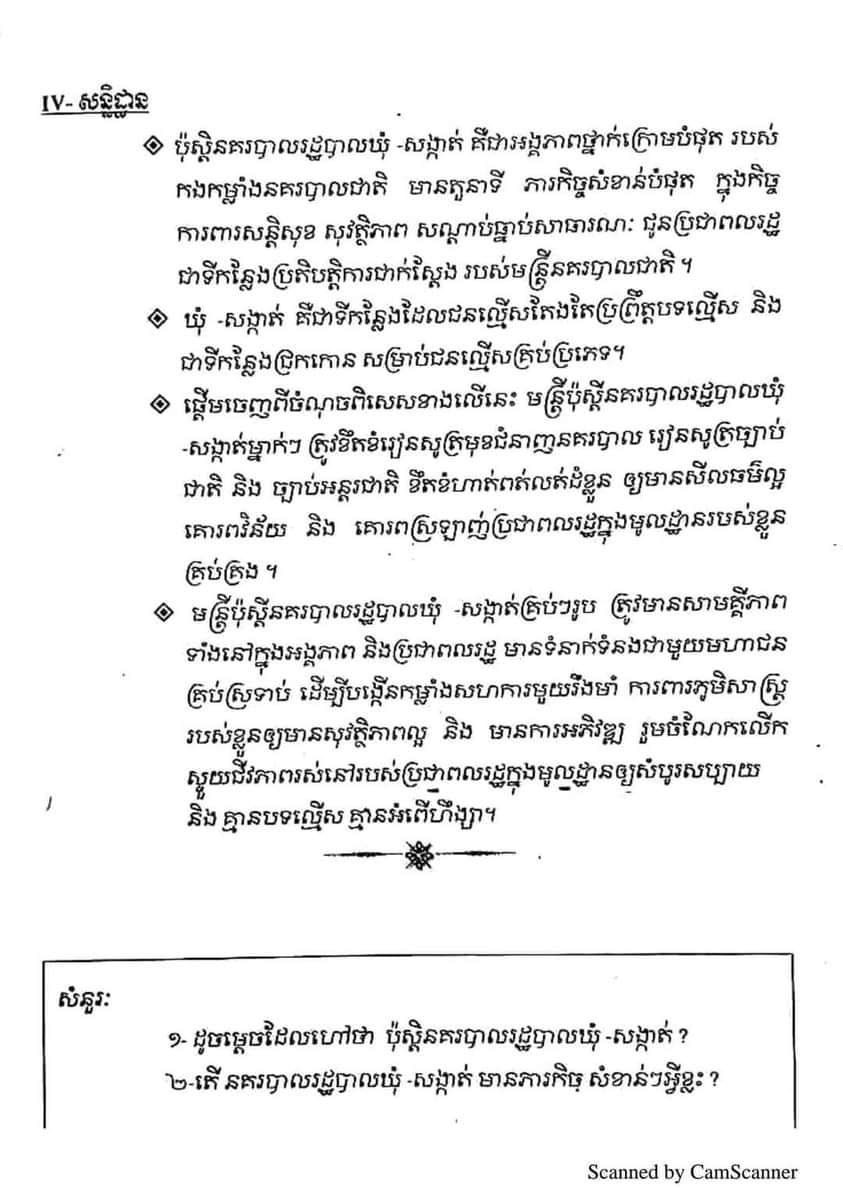 IV- សន្និដ្ឋាន
ប៉ុស្តិនគរបាលរដ្ឋបាលឃុំ -សង្កាត់ គឺជាអង្គភាពថ្នាក់ក្រោមបំផុត របស់
កងកម្លាំងនគរបាលជាតិ មានតួនាទី ភារកិច្ចសំខាន់បំផុត ក្នុងកិច្ច
ការពារសន្តិសុខ សុវត្ថិភាព សណ្តាប់ធ្នាប់សាធារណៈ ជូនប្រជាពលរដ្ឋ
ជាទីកន្លែងប្រតិបត្តិការជាក់ស្តែង របស់មន្ត្រីនគរបាលជាតិ ។
ឃុំ -សង្កាត់ គឺជាទីកន្លែងដែលជនល្មើសតែងតែប្រព្រឹត្តបទល្មើស និង
ជាទីកន្លែងជ្រកកោន សម្រាប់ជនល្មើសគ្រប់ប្រភេទ។
ផ្តើមចេញពីចំណុចពិសេសខាងលើនេះ មន្ត្រីប៉ុស្តិ៍នគរបាលរដ្ឋបាលឃុំ
-សង្កាត់ម្នាក់ៗ ត្រូវខិតខំរៀនសូត្រមុខជំនាញនគរបាល រៀនសូត្រច្បាប់
ជាតិ និង ច្បាប់អន្តរជាតិ ខិតខំហាត់ពត់លត់ដំខ្លួន ឲ្យមានសីលធម៌ល្អ
គោរពវិន័យ និង គោរពស្រឡាញ់ប្រជាពលរដ្ឋក្នុងមូលដ្ឋានរបស់ខ្លួន
គ្រប់គ្រង ។
មន្ត្រីប៉ុស្តិ៍នគរបាលរដ្ឋបាលឃុំ -សង្កាត់គ្រប់ៗរូប ត្រូវមានសាមគ្គីភាព
ទាំងនៅក្នុងអង្គភាព និងប្រជាពលរដ្ឋ មានទំនាក់ទំនងជាមួយមហាជន
គ្រប់ស្រទាប់ ដើម្បីបង្កើនកម្លាំងសហការមួយរឹងមាំ ការពារភូមិសាស្ត្រ
របស់ខ្លួនឲ្យមានសុវត្ថិភាពល្អ និង មានការអភិវឌ្ឍ រួមចំណែកលើក
ស្ទួយជីវភាពរស់នៅរបស់ប្រជាពលរដ្ឋក្នុងមូលដ្ឋានឲ្យសំបូរសប្បាយ
និង គ្មានបទល្មើស គ្មានអំពើហឹង្សា។
សំនួរៈ
១- ដូចម្តេចដែលហៅថា ប៉ុស្តិនគរបាលរដ្ឋបាលឃុំ -សង្កាត់ ?
២-តើ នគរបាលរដ្ឋបាលឃុំ -សង្កាត់ មានភារកិច្ច សំខាន់ៗអ្វីខ្លះ ?
Scanned by CamScanner